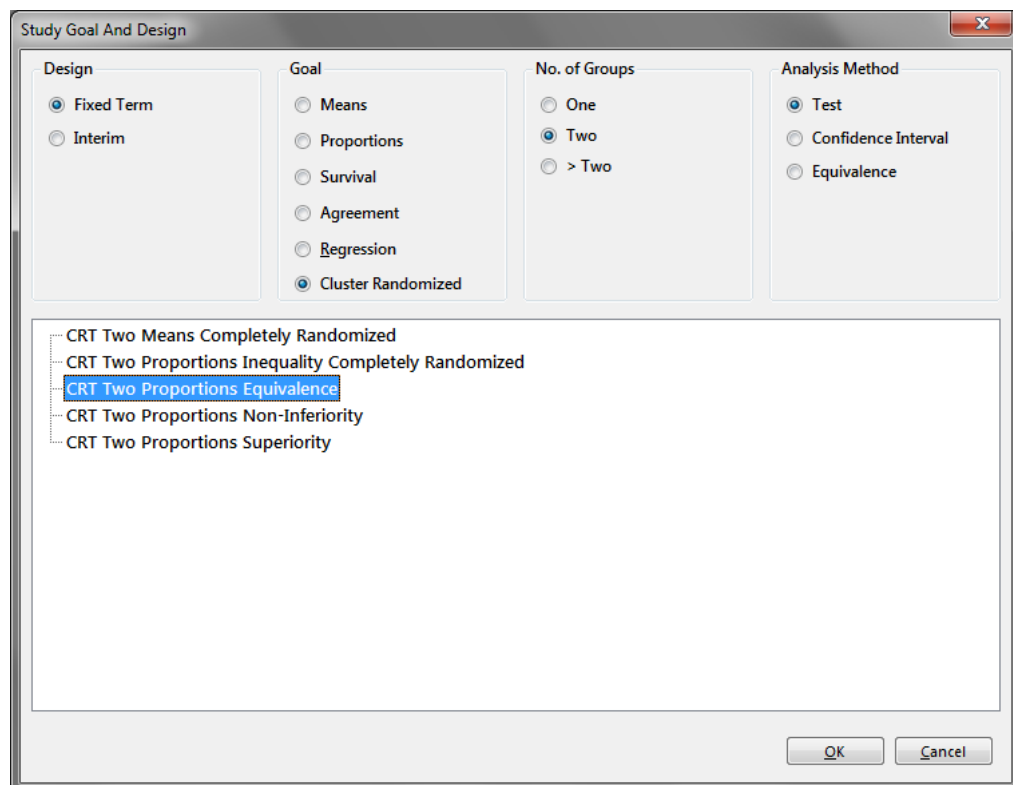 Study Goal And Design
Design
Fixed Term
Interim
Goal
Means
Proportions
Survival
Agreement
Regression
Cluster Randomized
No. of Groups
One
Two
> Two
Analysis Method
Test
Confidence Interval
Equivalence
CRT Two Means Completely Randomized
CRT Two Proportions Inequality Completely Randomized
CRT Two Proportions Equivalence
CRT Two Proportions Non-Inferiority
CRT Two Proportions Superiority
OK
Cancel